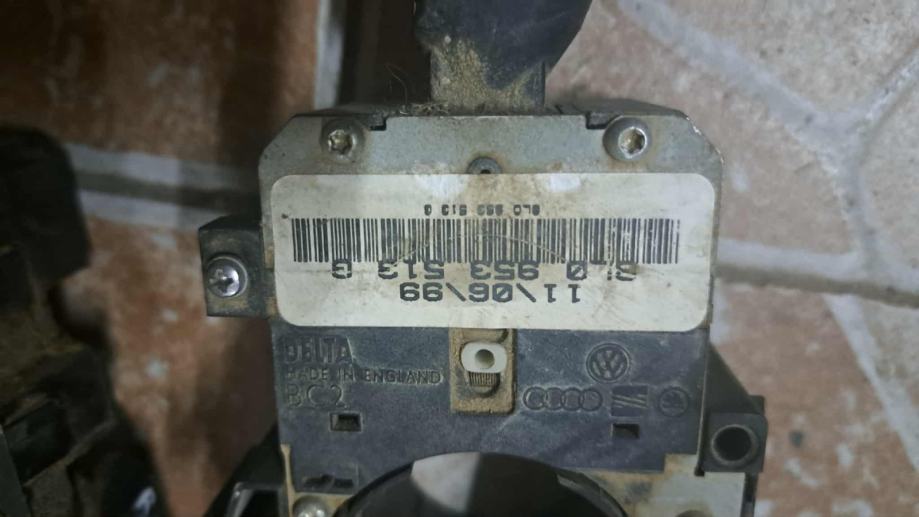 11/06/99
8L0 953 513 G
8L0 953 513 G
DELTA
MADE IN ENGLAND
BC2